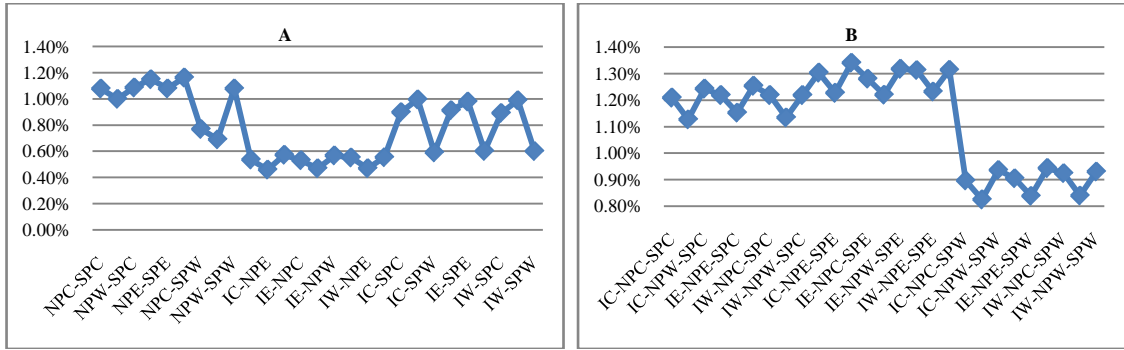 A
1.40%
1.20%
1.00%
0.80%
0.60%
0.40%
0.20%
0.00%
NPC-SPC
NPW-SPC
NPE-SPE
NPC-SPW
NPW-SPW
IC-NPE
IE-NPC
IE-NPW
IW-NPE
IC-SPC
IC-SPW
IE-SPE
IW-SPC
IW-SPW
B
1.40%
1.30%
1.20%
1.10%
1.00%
0.90%
0.80%
IC-NPC-SPC
IC-NPW-SPC
IE-NPE-SPC
IW-NPC-SPC
IW-NPW-SPC
IC-NPE-SPE
IE-NPC-SPE
IE-NPW-SPE
IW-NPE-SPE
IC-NPC-SPW
IC-NPW-SPW
IE-NPE-SPW
IW-NPC-SPW
IW-NPW-SPW